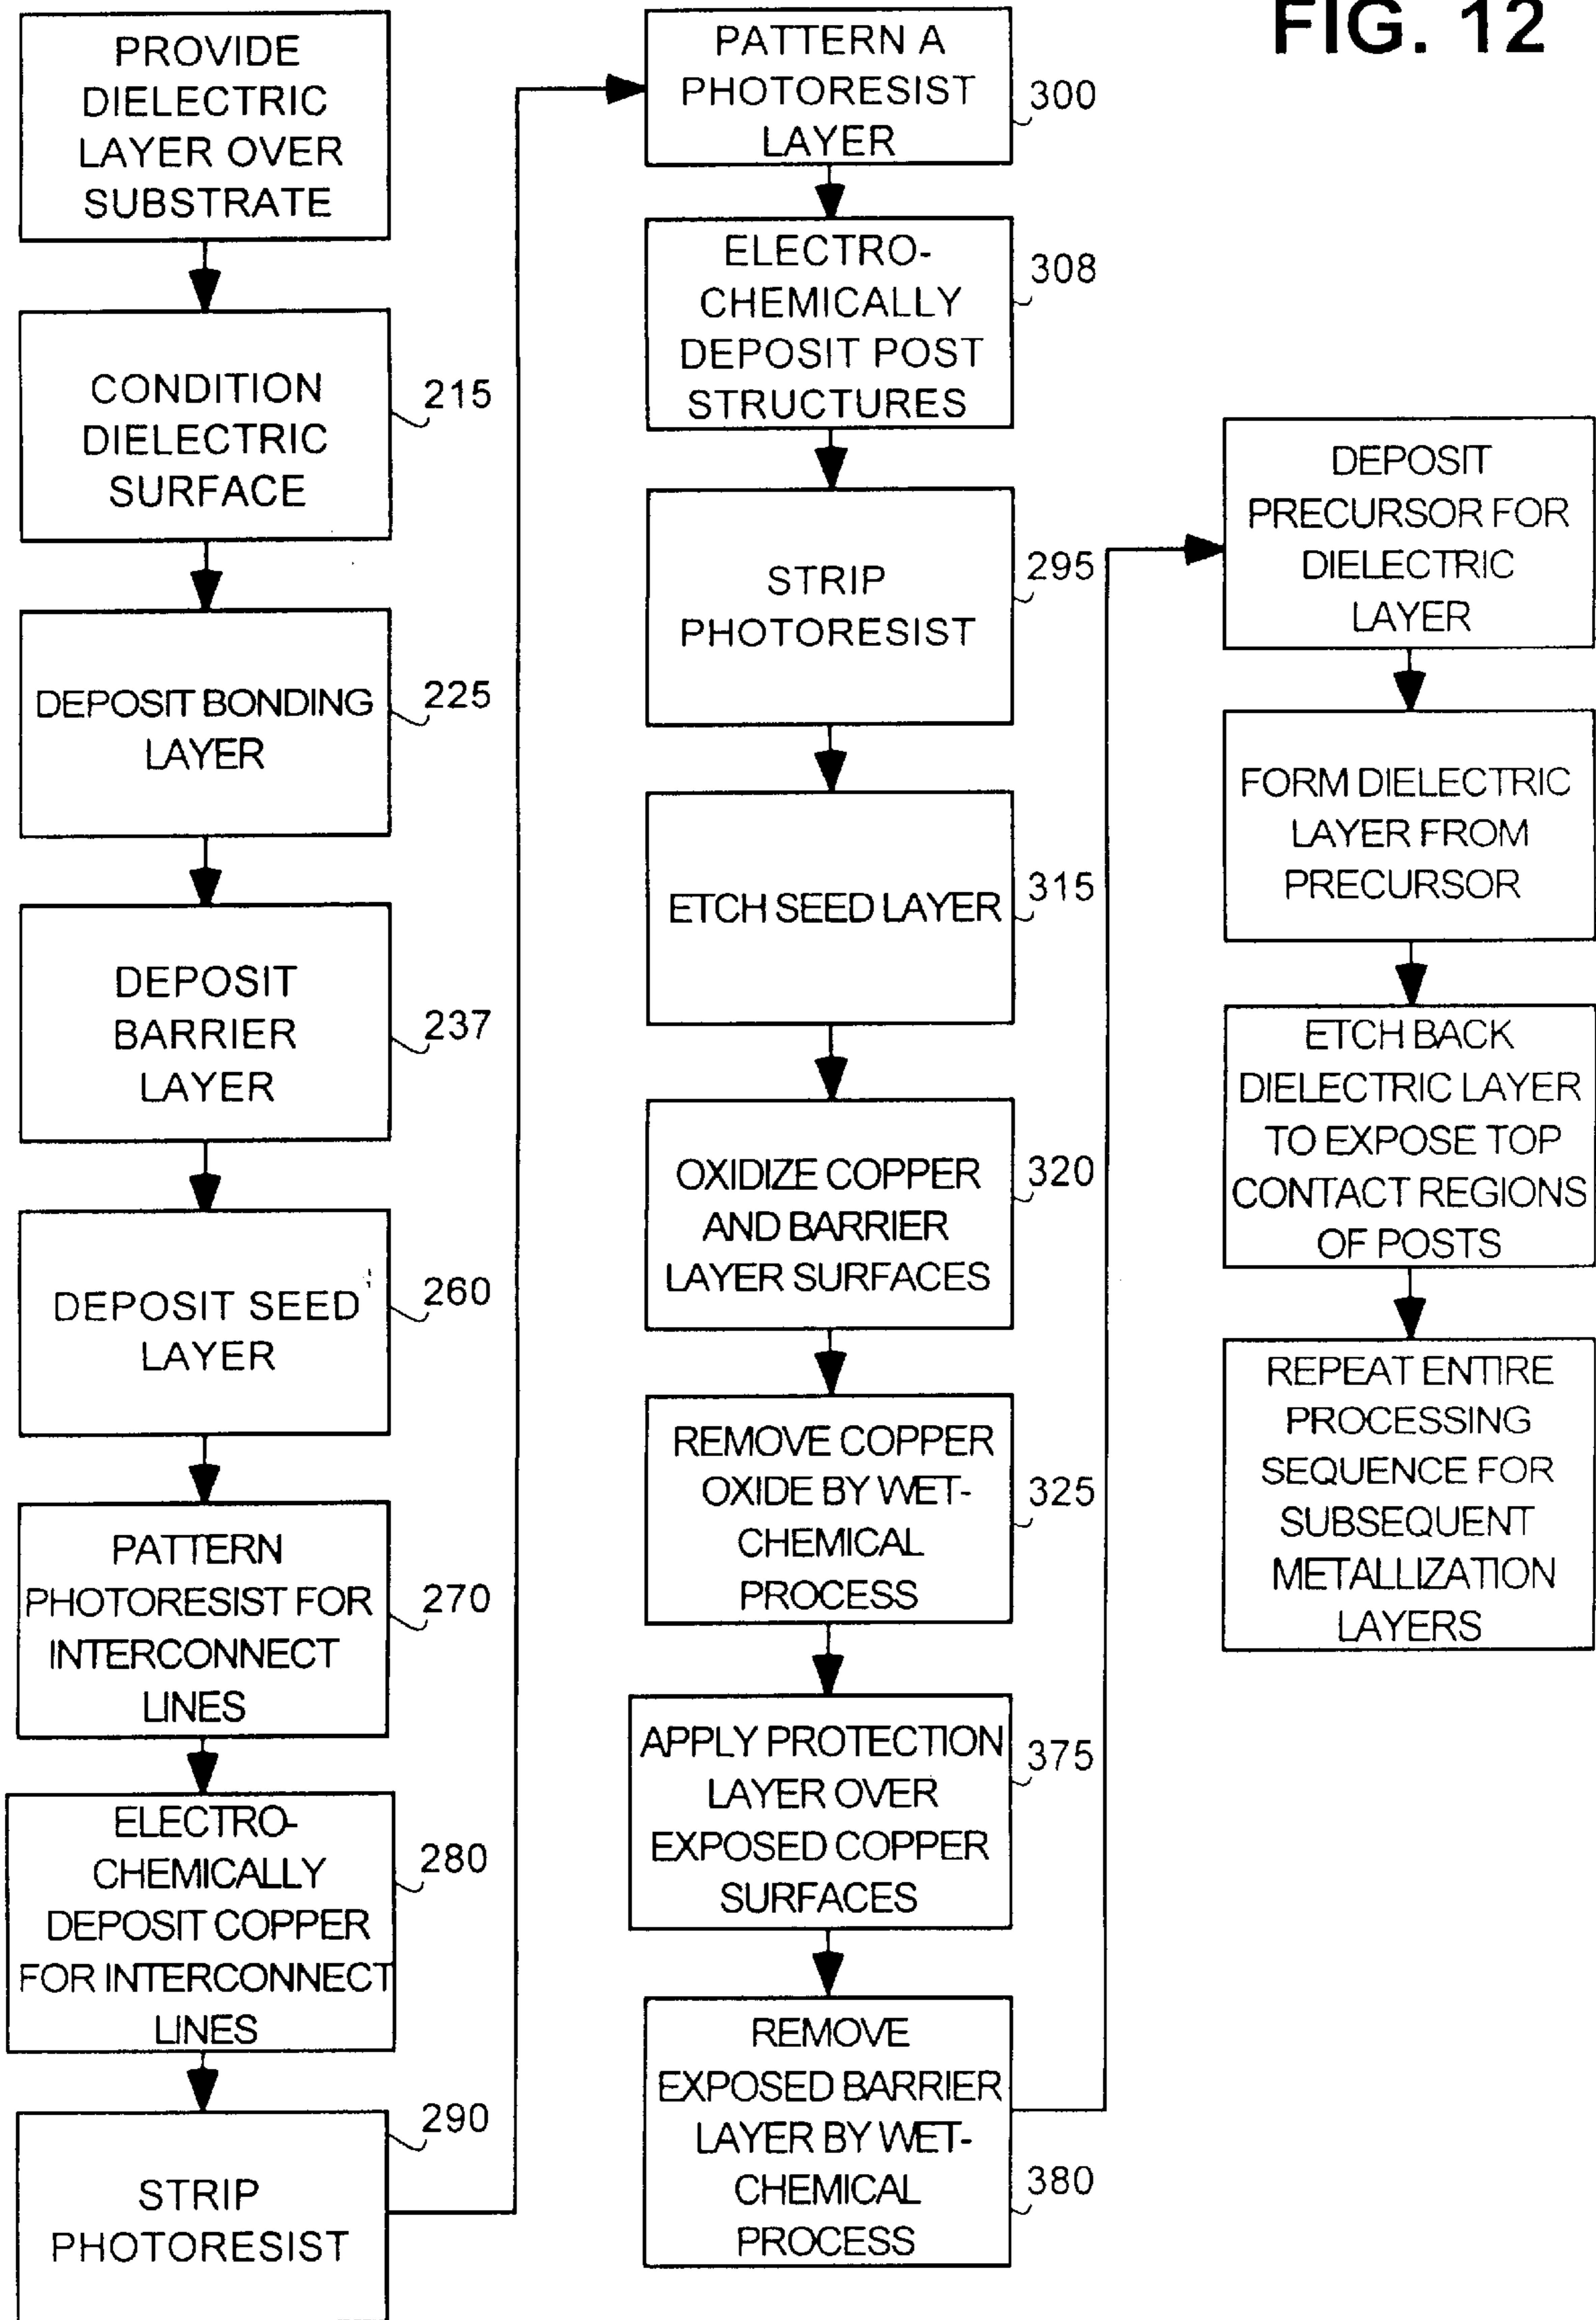 FIG. 12
PROVIDE
DIELECTRIC
LAYER OVER
SUBSTRATE
CONDITION
DIELECTRIC
SURFACE
215
DEPOSIT BONDING
LAYER
225
DEPOSIT
BARRIER
LAYER
237
DEPOSIT SEED
LAYER
260
PATTERN
PHOTORESIST FOR
INTERCONNECT
LINES
270
ELECTRO-
CHEMICALLY
DEPOSIT COPPER
FOR INTERCONNECT
LINES
280
STRIP
PHOTORESIST
290
PATTERN A
PHOTORESIST
LAYER
300
ELECTRO-
CHEMICALLY
DEPOSIT POST
STRUCTURES
308
STRIP
PHOTORESIST
295
ETCH SEED LAYER
315
OXIDIZE COPPER
AND BARRIER
LAYER SURFACES
320
REMOVE COPPER
OXIDE BY WET-
CHEMICAL
PROCESS
325
APPLY PROTECTION
LAYER OVER
EXPOSED COPPER
SURFACES
375
REMOVE
EXPOSED BARRIER
LAYER BY WET-
CHEMICAL
PROCESS
380
DEPOSIT
PRECURSOR FOR
DIELECTRIC
LAYER
FORM DIELECTRIC
LAYER FROM
PRECURSOR
ETCH BACK
DIELECTRIC LAYER
TO EXPOSE TOP
CONTACT REGIONS
OF POSTS
REPEAT ENTIRE
PROCESSING
SEQUENCE FOR
SUBSEQUENT
METALLIZATION
LAYERS